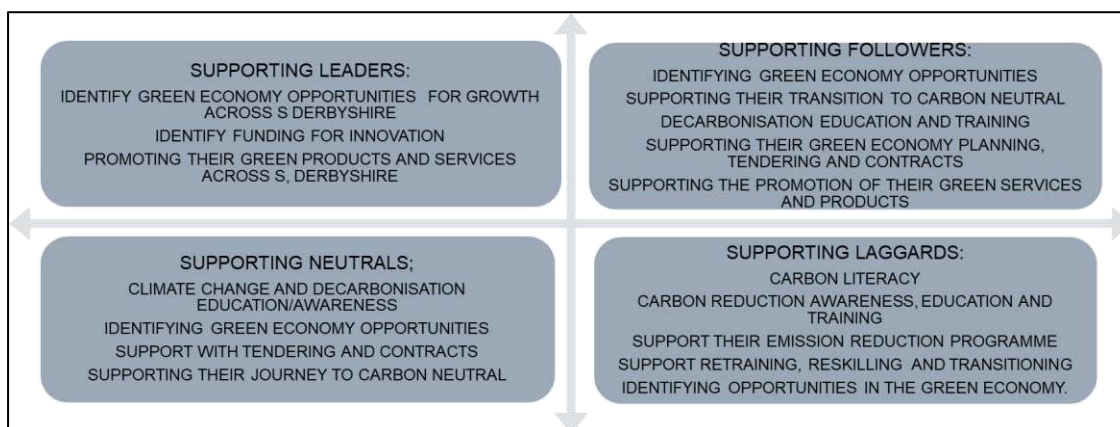 SUPPORTING LEADERS:
IDENTIFY GREEN ECONOMY OPPORTUNITIES FOR GROWTH
ACROSS S DERBYSHIRE
IDENTIFY FUNDING FOR INNOVATION
PROMOTING THEIR GREEN PRODUCTS AND SERVICES
ACROSS S, DERBYSHIRE
SUPPORTING FOLLOWERS:
IDENTIFYING GREEN ECONOMY OPPORTUNITIES
SUPPORTING THEIR TRANSITION TO CARBON NEUTRAL
DECARBONISATION EDUCATION AND TRAINING
SUPPORTING THEIR GREEN ECONOMY PLANNING,
TENDERING AND CONTRACTS
SUPPORTING THE PROMOTION OF THEIR GREEN SERVICES
AND PRODUCTS
SUPPORTING NEUTRALS;
CLIMATE CHANGE AND DECARBONISATION
EDUCATION/AWARENESS
IDENTIFYING GREEN ECONOMY OPPORTUNITIES
SUPPORT WITH TENDERING AND CONTRACTS
SUPPORTING THEIR JOURNEY TO CARBON NEUTRAL
SUPPORTING LAGGARDS:
CARBON LITERACY
CARBON REDUCTION AWARENESS, EDUCATION AND
TRAINING
SUPPORT THEIR EMISSION REDUCTION PROGRAMME
SUPPORT RETRAINING, RESKILLING AND TRANSITIONING
IDENTIFYING OPPORTUNITIES IN THE GREEN ECONOMY.